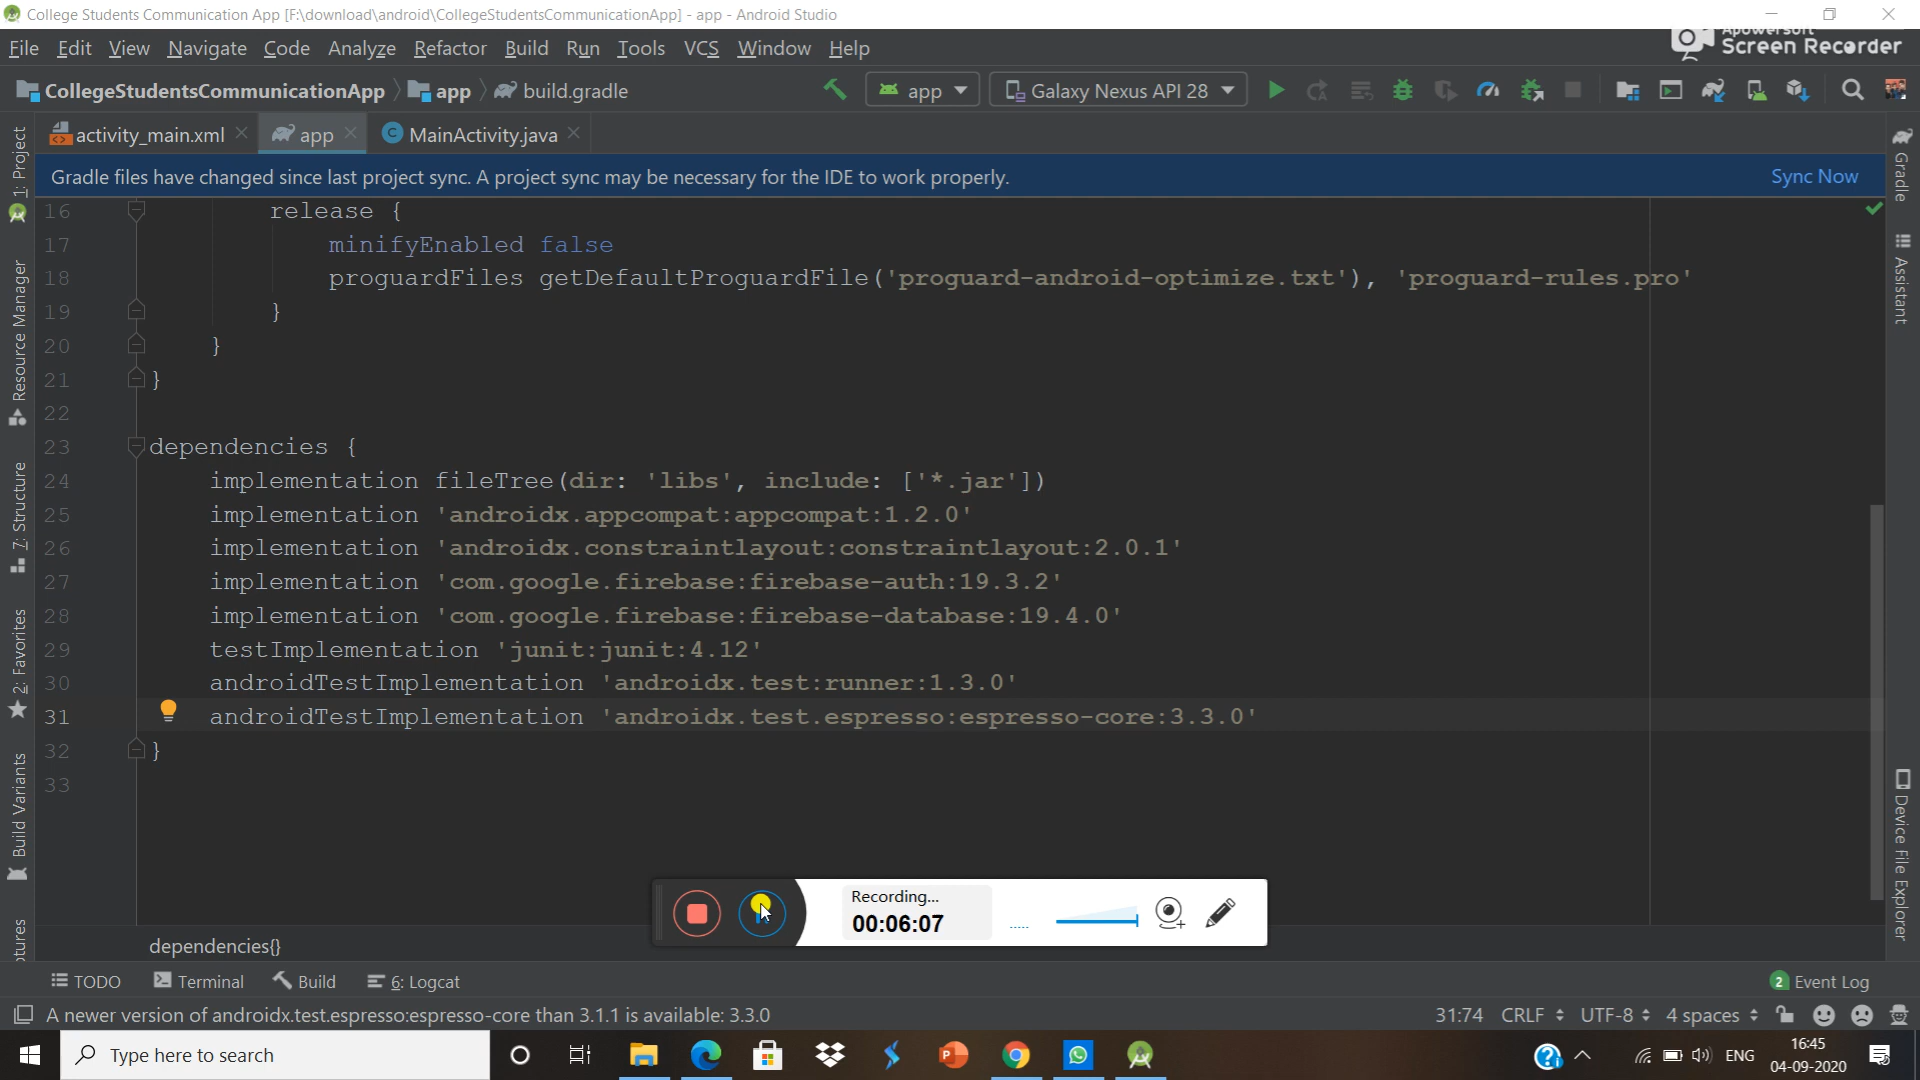 College Students Communication App [F:\download\android\CollegeStudentsCommunicationApp] - app - Android Studio
File Edit View Navigate Code Analyze Refactor Build Run Tools VCS Window Help
Apowersoft
Screen Recorder
CollegeStudentsCommunicationApp app build.gradle
app Galaxy Nexus API 28
activity_main.xml app MainActivity.java
Gradle files have changed since last project sync. A project sync may be necessary for the IDE to work properly. Sync Now
16 release {
17 minifyEnabled false
18 proguardFiles getDefaultProguardFile('proguard-android-optimize.txt'), 'proguard-rules.pro'
19 }
20 }
21 }
22
23 dependencies {
24 implementation fileTree(dir: 'libs', include: ['*.jar'])
25 implementation 'androidx.appcompat:appcompat:1.2.0'
26 implementation 'androidx.constraintlayout:constraintlayout:2.0.1'
27 implementation 'com.google.firebase:firebase-auth:19.3.2'
28 implementation 'com.google.firebase:firebase-database:19.4.0'
29 testImplementation 'junit:junit:4.12'
30 androidTestImplementation 'androidx.test:runner:1.3.0'
31 androidTestImplementation 'androidx.test.espresso:espresso-core:3.3.0'
32 }
33
1: Project
Resource Manager
7: Structure
2: Favorites
Build Variants
Gradle
Assistant
Device File Explorer
Recording...
00:06:07
dependencies{}
TODO Terminal Build 6: Logcat 2 Event Log
A newer version of androidx.test.espresso:espresso-core than 3.1.1 is available: 3.3.0 31:74 CRLF UTF-8 4 spaces
Type here to search
ENG
16:45
04-09-2020